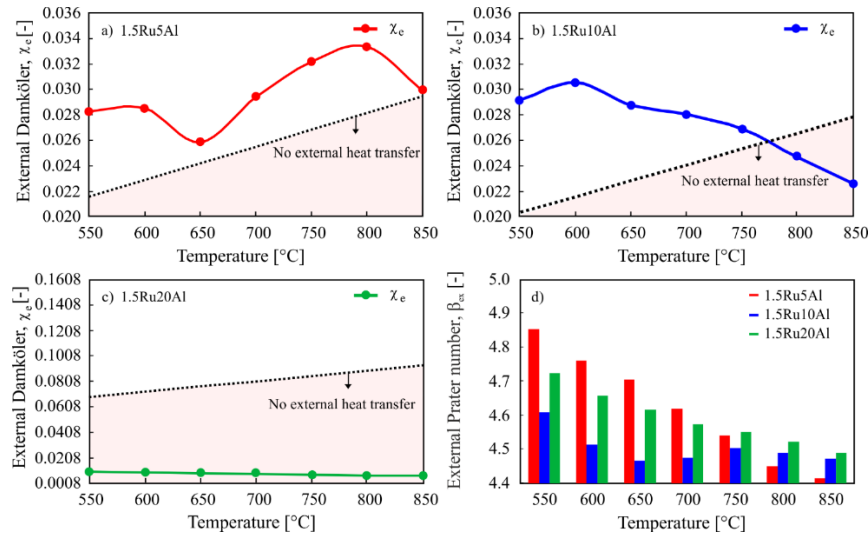 a) 1.5Ru5Al
χe
External Damköler, χe [-]
0.036
0.034
0.032
0.030
0.028
0.026
0.024
0.022
0.020
No external heat transfer
550 600 650 700 750 800 850
Temperature [°C]
b) 1.5Ru10Al
χe
External Damköler, χe [-]
0.036
0.034
0.032
0.030
0.028
0.026
0.024
0.022
0.020
No external heat transfer
550 600 650 700 750 800 850
Temperature [°C]
c) 1.5Ru20Al
χe
External Damköler, χe [-]
0.1608
0.1408
0.1208
0.1008
0.0808
0.0608
0.0408
0.0208
0.0008
No external heat transfer
550 600 650 700 750 800 850
Temperature [°C]
d)
1.5Ru5Al
1.5Ru10Al
1.5Ru20Al
External Prater number, βex [-]
5.0
4.9
4.8
4.7
4.6
4.5
4.4
550 600 650 700 750 800 850
Temperature [°C]